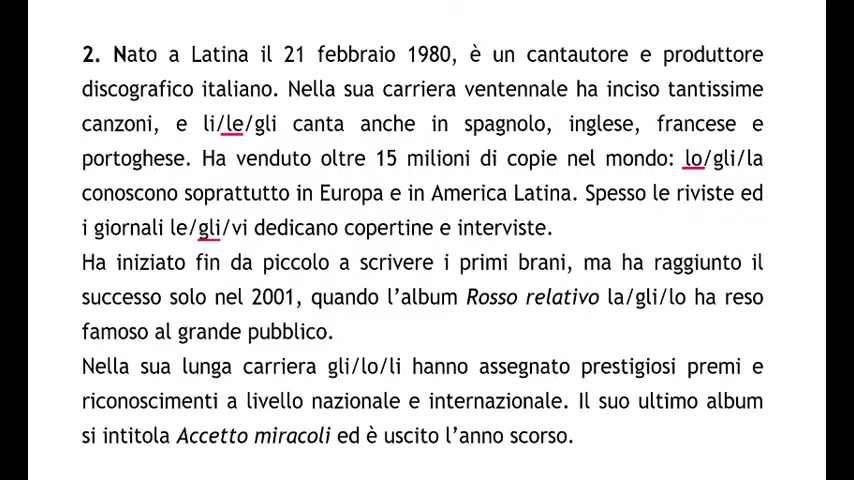 2. Nato a Latina il 21 febbraio 1980, è un cantautore e produttore
discografico italiano. Nella sua carriera ventennale ha inciso tantissime
canzoni, e li/le/gli canta anche in spagnolo, inglese, francese e
portoghese. Ha venduto oltre 15 milioni di copie nel mondo: lo/gli/la
conoscono soprattutto in Europa e in America Latina. Spesso le riviste ed
i giornali le/gli/vi dedicano copertine e interviste.
Ha iniziato fin da piccolo a scrivere i primi brani, ma ha raggiunto il
successo solo nel 2001, quando l’album Rosso relativo la/gli/lo ha reso
famoso al grande pubblico.
Nella sua lunga carriera gli/lo/li hanno assegnato prestigiosi premi e
riconoscimenti a livello nazionale e internazionale. Il suo ultimo album
si intitola Accetto miracoli ed è uscito l’anno scorso.